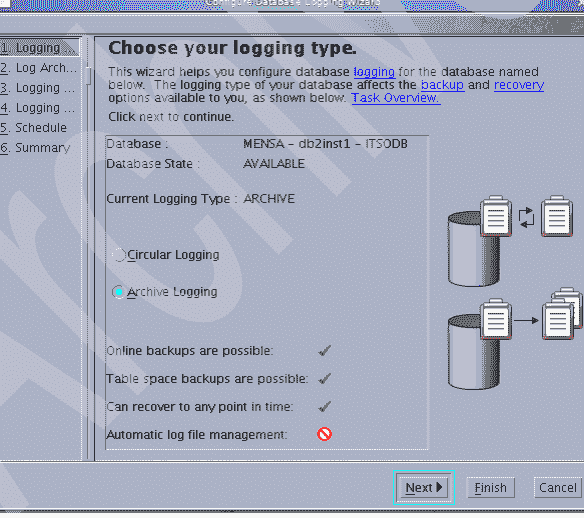 Configure Database Logging Wizard
1. Logging
2. Log Arch...
3. Logging ...
4. Logging ...
5. Schedule
6. Summary
Choose your logging type.
This wizard helps you configure database logging for the database named
below. The logging type of your database affects the backup and recovery
options available to you, as shown below. Task Overview.
Click next to continue.
Database : MENSA - db2inst1 - ITSODB
Database State : AVAILABLE
Current Logging Type : ARCHIVE
Circular Logging
Archive Logging
Online backups are possible:
Table space backups are possible:
Can recover to any point in time:
Automatic log file management:
Next
Finish
Cancel